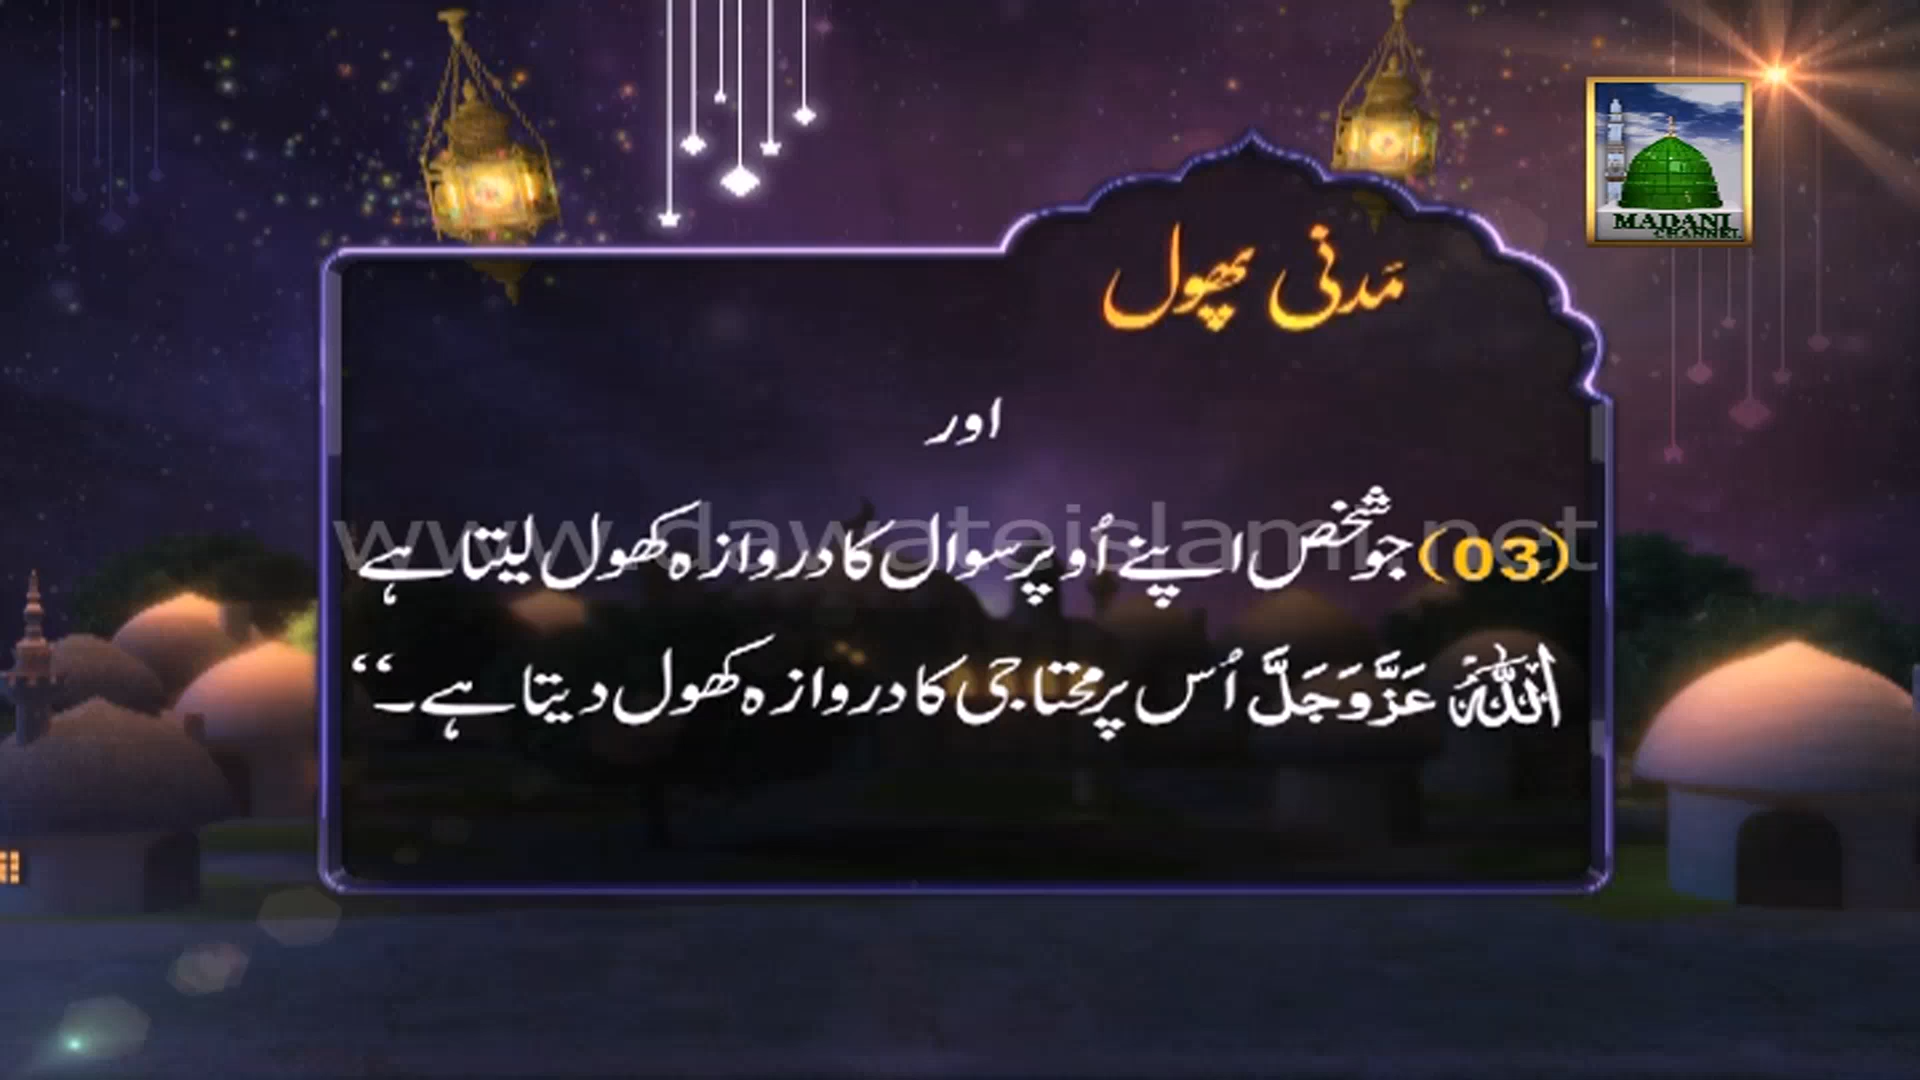 MADANI
CHANNEL
مَدَنی پھول
اور
(03) جو شخص اپنے اُوپر سوال کا دروازہ کھول لیتا ہے
اللہ عَزَّوَجَلَّ اُس پر محتاجی کا دروازہ کھول دیتا ہے۔‘‘
www.dawateislami.net